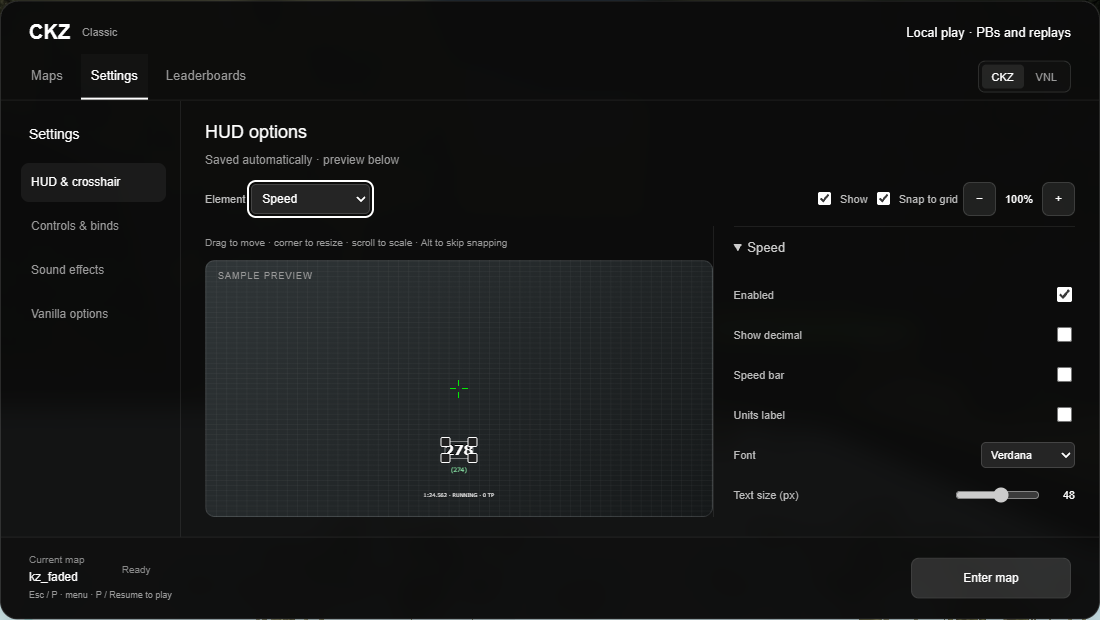 CKZ Classic
Local play · PBs and replays
Maps Settings Leaderboards
CKZ VNL
Settings
HUD & crosshair
Controls & binds
Sound effects
Vanilla options
HUD options
Saved automatically · preview below
Element Speed
Show Snap to grid − 100% +
Drag to move · corner to resize · scroll to scale · Alt to skip snapping
SAMPLE PREVIEW
278
(274)
1:24.562 · RUNNING · 0 TP
▼ Speed
Enabled
Show decimal
Speed bar
Units label
Font Verdana
Text size (px) 48
Current map
kz_faded
Ready
Esc / P · menu · P / Resume to play
Enter map